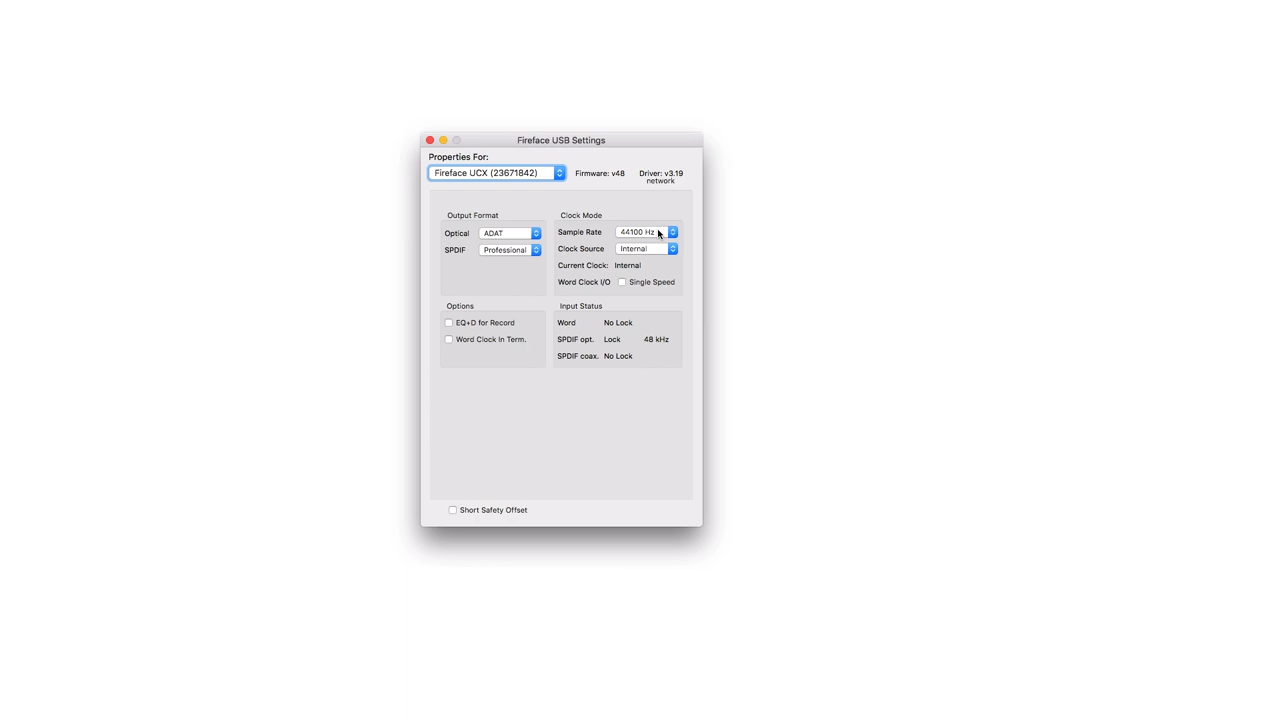 Fireface USB Settings
Properties For:
Fireface UCX (23671842)
Firmware: v48
Driver: v3.19
network
Output Format
Optical ADAT
SPDIF Professional
Clock Mode
Sample Rate 44100 Hz
Clock Source Internal
Current Clock: Internal
Word Clock I/O Single Speed
Options
EQ+D for Record
Word Clock In Term.
Input Status
Word No Lock
SPDIF opt. Lock 48 kHz
SPDIF coax. No Lock
Short Safety Offset